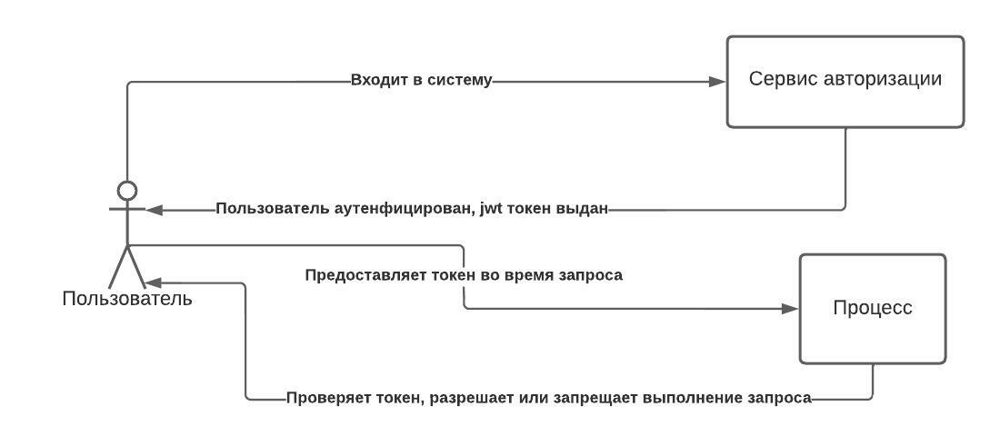 Входит в систему
Сервис авторизации
Пользователь аутенфицирован, jwt токен выдан
Предоставляет токен во время запроса
Пользователь
Процесс
Проверяет токен, разрешает или запрещает выполнение запроса